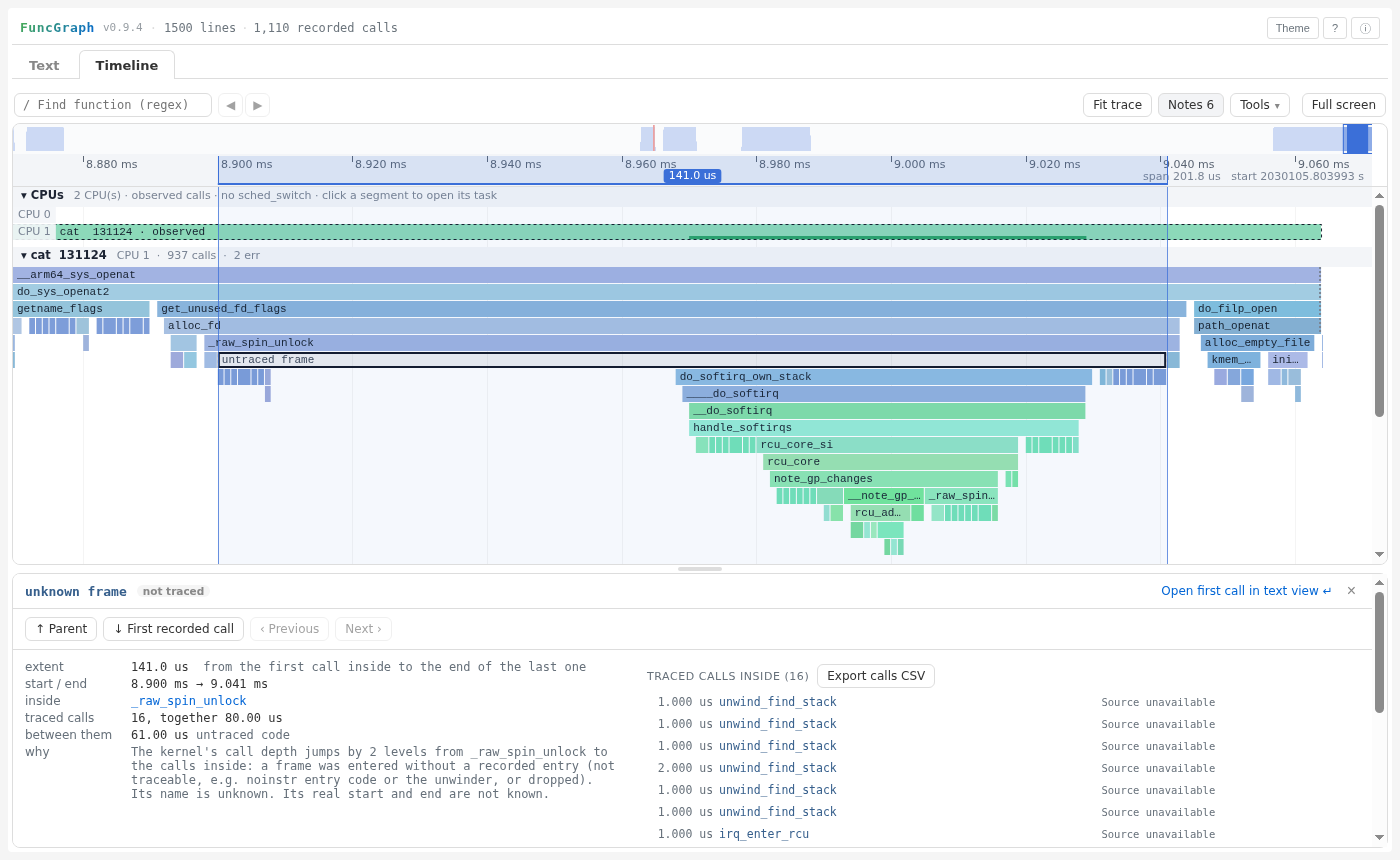 FuncGraph v0.9.4 · 1500 lines · 1,110 recorded calls
Theme ? ⓘ
Text Timeline
/ Find function (regex) ◀ ▶ Fit trace Notes 6 Tools ▾ Full screen
8.880 ms 8.900 ms 8.920 ms 8.940 ms 8.960 ms 8.980 ms 9.000 ms 9.020 ms 9.040 ms 9.060 ms
141.0 us span 201.8 us start 2030105.803993 s
▾ CPUs 2 CPU(s) · observed calls · no sched_switch · click a segment to open its task
CPU 0
CPU 1 cat 131124 · observed
▾ cat 131124 CPU 1 · 937 calls · 2 err
__arm64_sys_openat
do_sys_openat2
getname_flags get_unused_fd_flags do_filp_open
alloc_fd path_openat
_raw_spin_unlock alloc_empty_file
untraced frame kmem_… ini…
do_softirq_own_stack
____do_softirq
__do_softirq
handle_softirqs
rcu_core_si
rcu_core
note_gp_changes
__note_gp_… _raw_spin…
rcu_ad…
unknown frame not traced Open first call in text view ↵ ×
↑ Parent ↓ First recorded call ‹ Previous Next ›
extent 141.0 us from the first call inside to the end of the last one
start / end 8.900 ms → 9.041 ms
inside _raw_spin_unlock
traced calls 16, together 80.00 us
between them 61.00 us untraced code
why The kernel's call depth jumps by 2 levels from _raw_spin_unlock to
the calls inside: a frame was entered without a recorded entry (not
traceable, e.g. noinstr entry code or the unwinder, or dropped).
Its name is unknown. Its real start and end are not known.
TRACED CALLS INSIDE (16) Export calls CSV
1.000 us unwind_find_stack Source unavailable
1.000 us unwind_find_stack Source unavailable
1.000 us unwind_find_stack Source unavailable
2.000 us unwind_find_stack Source unavailable
1.000 us unwind_find_stack Source unavailable
1.000 us unwind_find_stack Source unavailable
1.000 us irq_enter_rcu Source unavailable